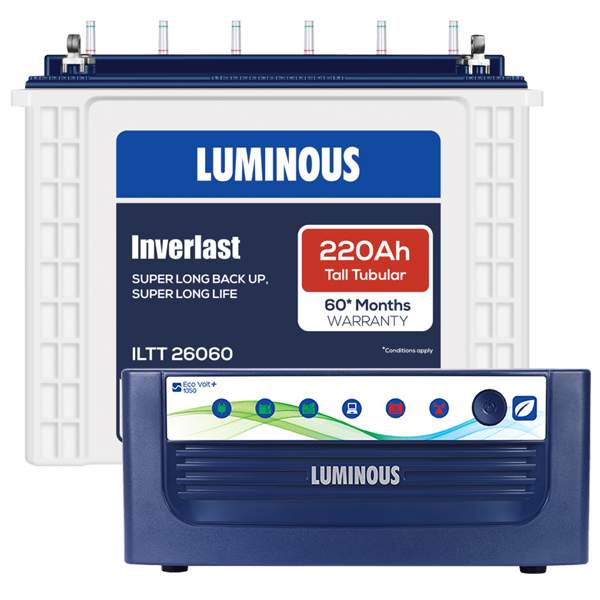 LUMINOUS
Inverlast
SUPER LONG BACK UP,
SUPER LONG LIFE
ILTT 26060
220Ah
Tall Tubular
60* Months
WARRANTY
*Conditions apply
Eco Volt+
1050
LUMINOUS